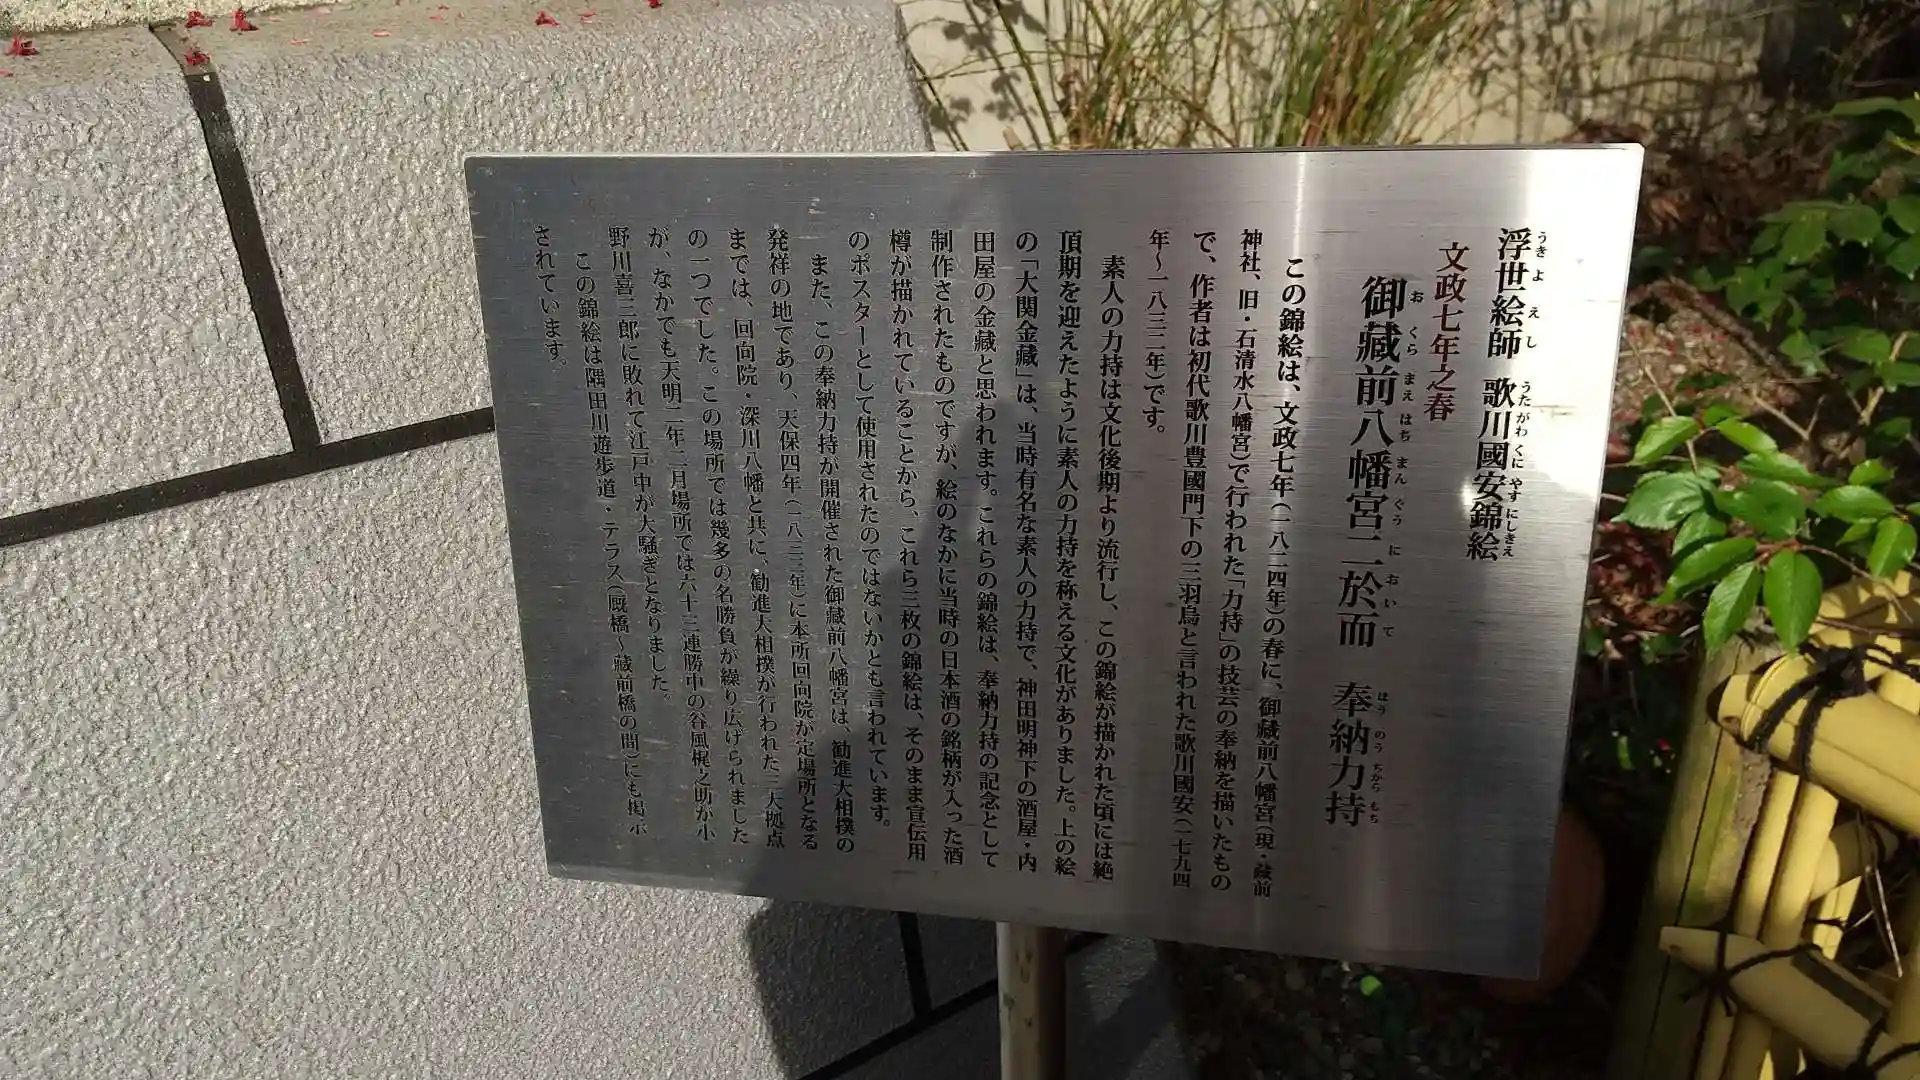 浮世絵師 歌川國安錦絵
文政七年之春
御藏前八幡宮二於而 奉納力持
この錦絵は、文政七年(一八二四年)の春に、御藏前八幡宮(現・藏前
神社、旧・石清水八幡宮)で行われた「力持」の技芸の奉納を描いたもの
で、作者は初代歌川豊國門下の三羽烏と言われた歌川國安(一七九四
年〜一八三二年)です。
素人の力持は文化後期より流行し、この錦絵が描かれた頃には絶
頂期を迎えたように素人の力持を称える文化がありました。上の絵
の「大関金藏」は、当時有名な素人の力持で、神田明神下の酒屋・内
田屋の金藏と思われます。これらの錦絵は、奉納力持の記念として
制作されたものですが、絵のなかに当時の日本酒の銘柄が入った酒
樽が描かれていることから、これら三枚の錦絵は、そのまま宣伝用
のポスターとして使用されたのではないかとも言われています。
また、この奉納力持が開催された御藏前八幡宮は、勧進大相撲の
発祥の地であり、天保四年(一八三三年)に本所回向院が定場所となる
までは、回向院・深川八幡と共に、勧進大相撲が行われた三大拠点
の一つでした。この場所では幾多の名勝負が繰り広げられました
が、なかでも天明二年二月場所では六十三連勝中の谷風梶之助が小
野川喜三郎に敗れて江戸中が大騒ぎとなりました。
この錦絵は隅田川遊歩道・テラス(厩橋〜藏前橋の間)にも掲示
されています。